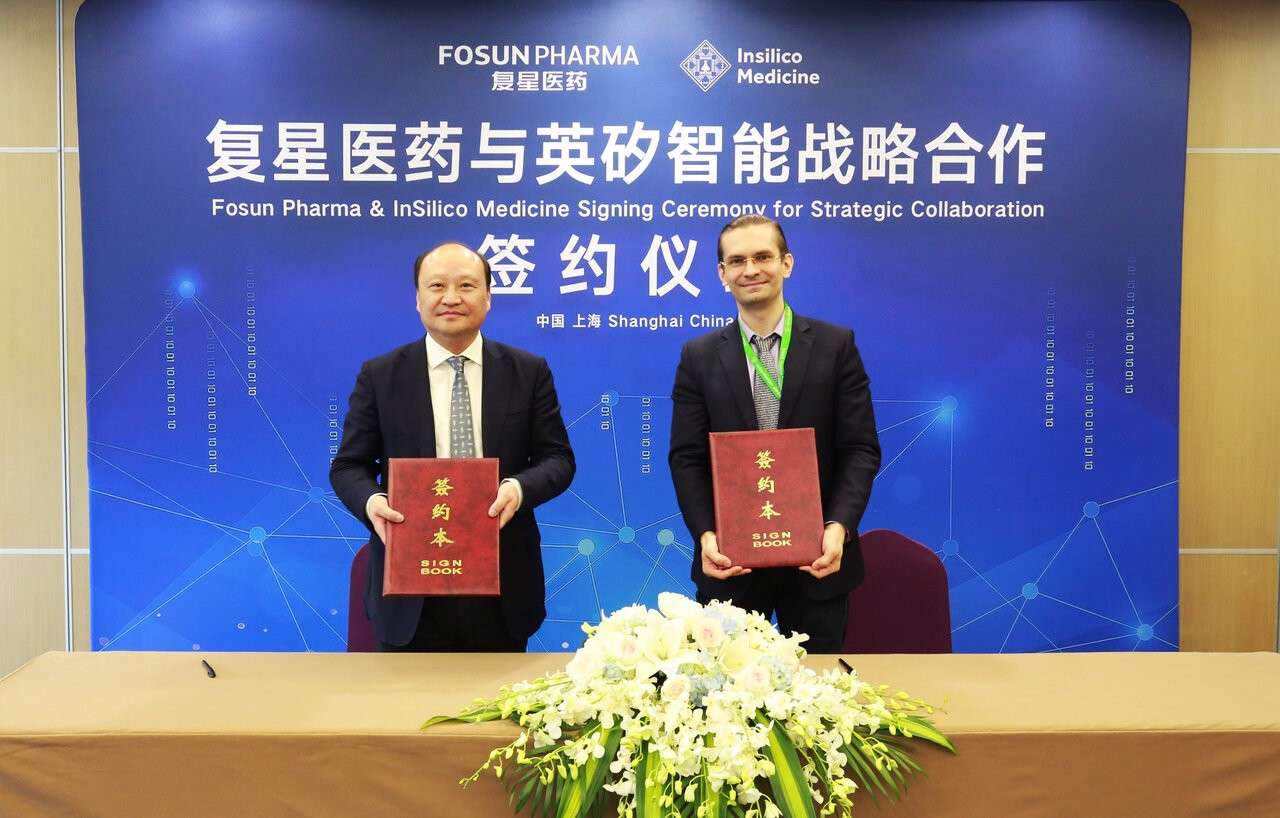 FOSUN PHARMA
复星医药
Insilico
Medicine
复星医药与英矽智能战略合作
Fosun Pharma & InSilico Medicine Signing Ceremony for Strategic Collaboration
签约仪
中国 上海 Shanghai China
签约本
SIGN
BOOK
签约本
SIGN
BOOK